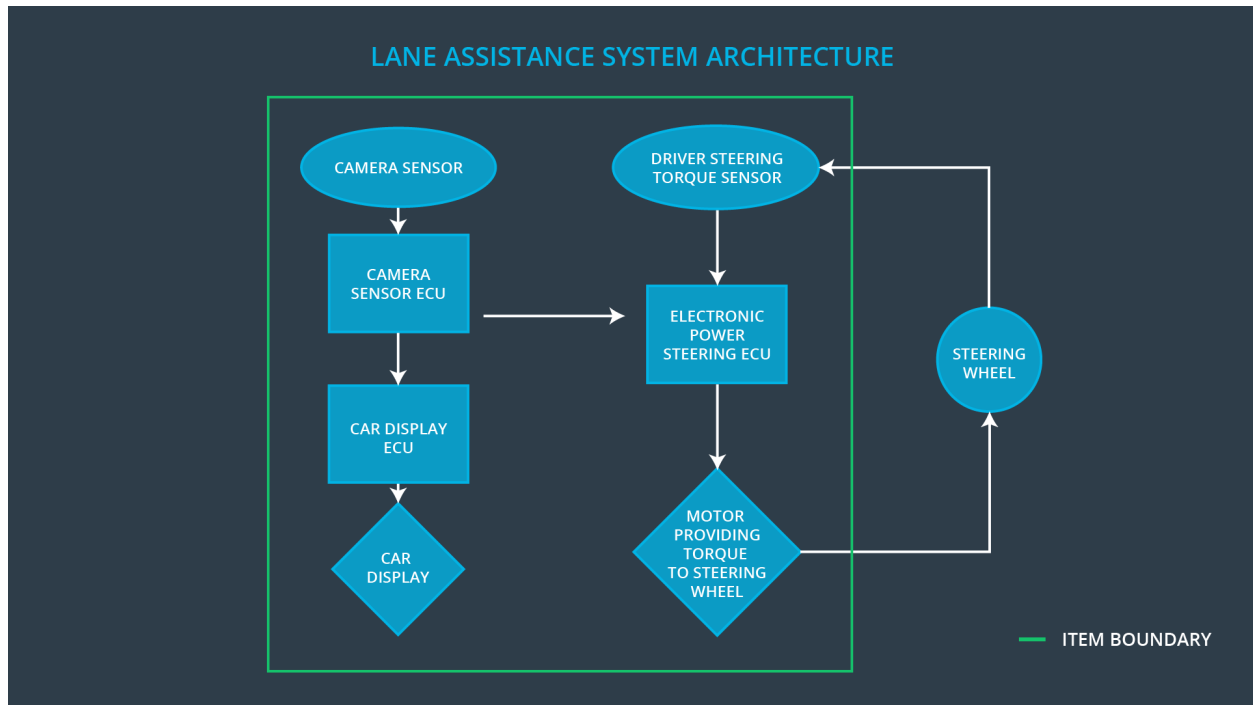 LANE ASSISTANCE SYSTEM ARCHITECTURE
CAMERA SENSOR
DRIVER STEERING
TORQUE SENSOR
CAMERA
SENSOR ECU
ELECTRONIC
POWER
STEERING ECU
STEERING
WHEEL
CAR DISPLAY
ECU
MOTOR
PROVIDING
TORQUE
TO STEERING
WHEEL
CAR
DISPLAY
ITEM BOUNDARY